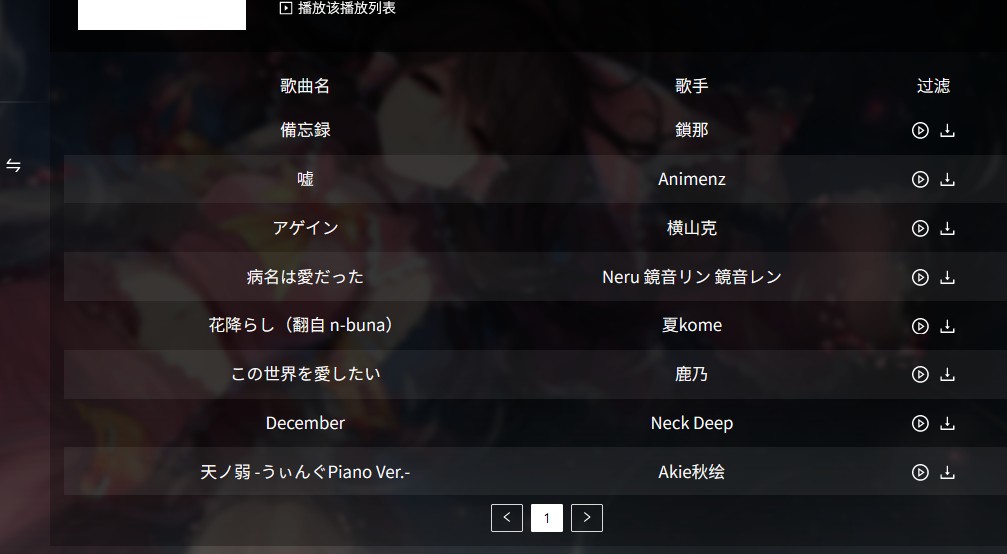 播放该播放列表
歌曲名 歌手 过滤
備忘録 鎖那
嘘 Animenz
アゲイン 横山克
病名は愛だった Neru 鏡音リン 鏡音レン
花降らし（翻自 n-buna） 夏kome
この世界を愛したい 鹿乃
December Neck Deep
天ノ弱 -うぃんぐPiano Ver.- Akie秋绘
1